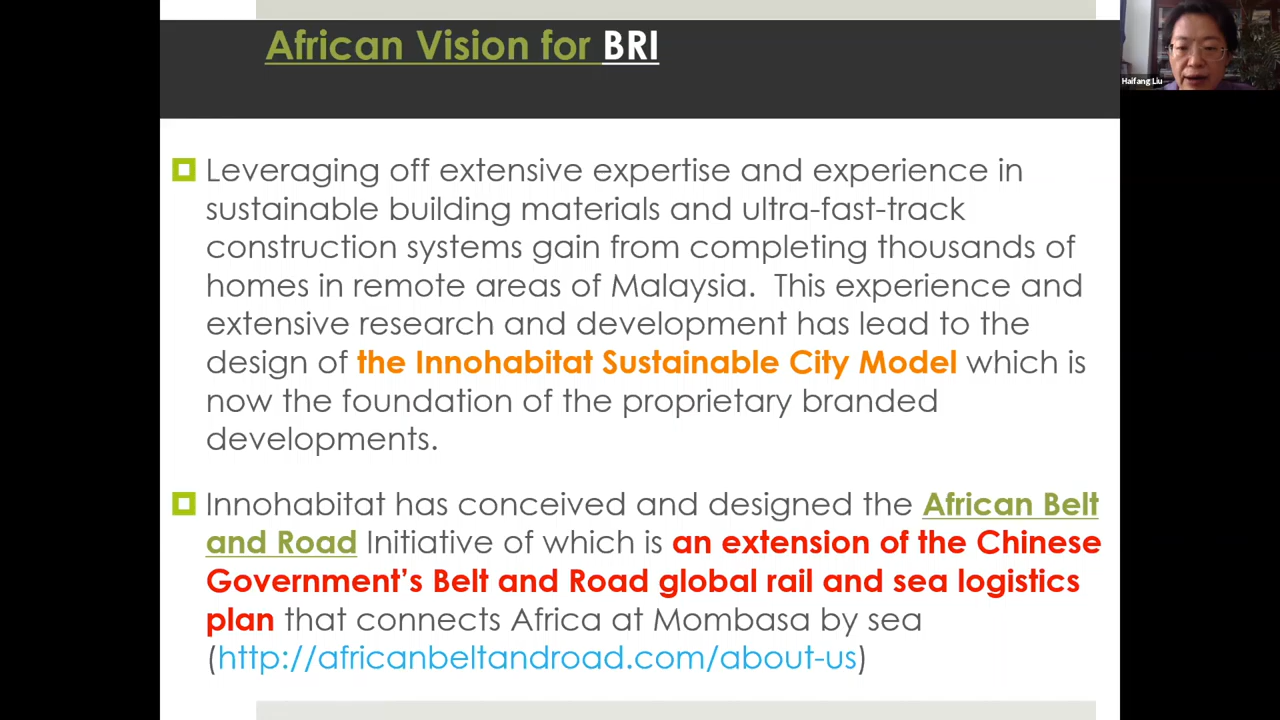 African Vision for BRI
Haifang Liu
Leveraging off extensive expertise and experience in
sustainable building materials and ultra-fast-track
construction systems gain from completing thousands of
homes in remote areas of Malaysia.  This experience and
extensive research and development has lead to the
design of the Innohabitat Sustainable City Model which is
now the foundation of the proprietary branded
developments.
Innohabitat has conceived and designed the African Belt
and Road Initiative of which is an extension of the Chinese
Government's Belt and Road global rail and sea logistics
plan that connects Africa at Mombasa by sea
(http://africanbeltandroad.com/about-us)